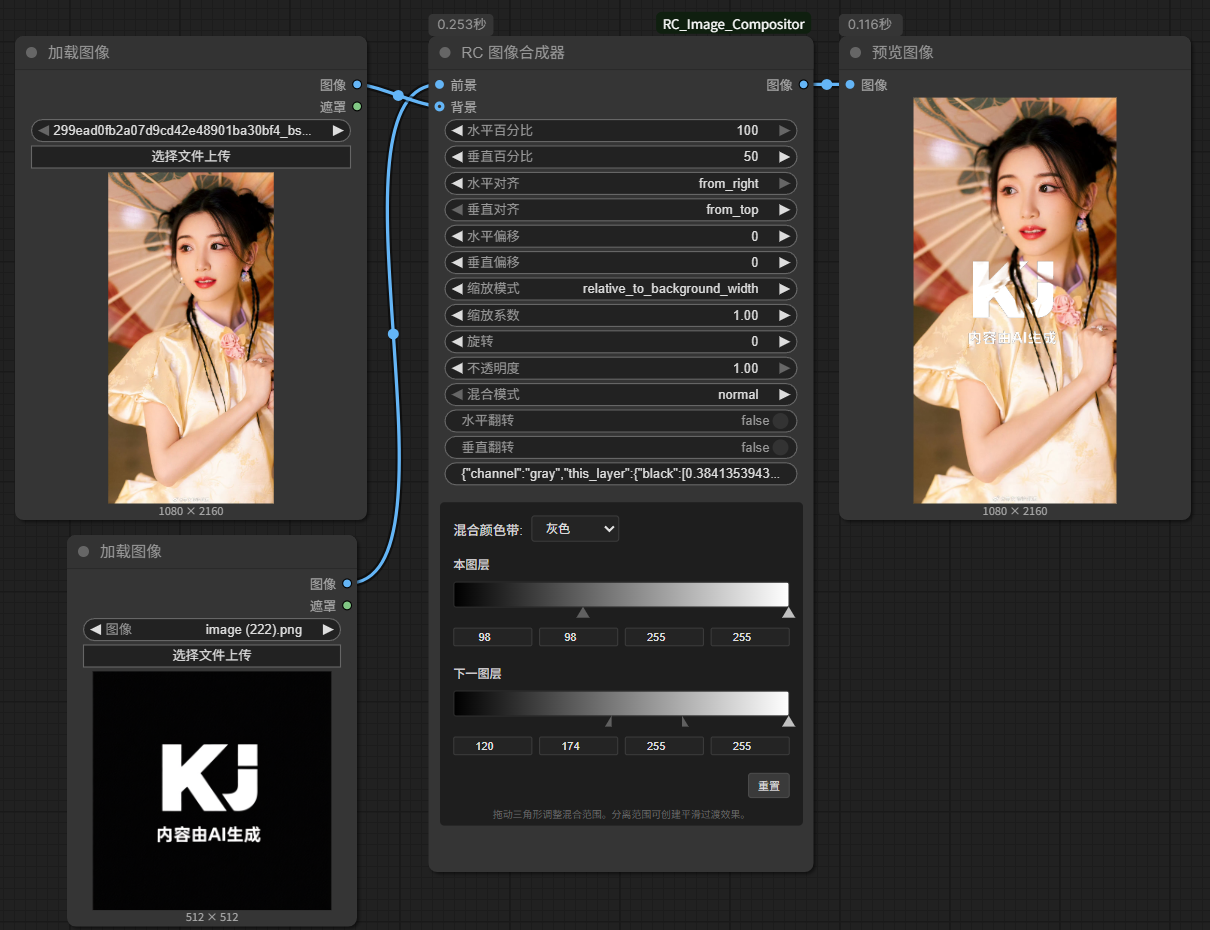 0.253秒
RC_Image_Compositor
0.116秒
加载图像
图像
遮罩
299ead0fb2a07d9cd42e48901ba30bf4_bs...
选择文件上传
1080 × 2160
加载图像
图像
遮罩
图像 image (222).png
选择文件上传
KJ
内容由AI生成
512 × 512
RC 图像合成器
前景 图像
背景
水平百分比 100
垂直百分比 50
水平对齐 from_right
垂直对齐 from_top
水平偏移 0
垂直偏移 0
缩放模式 relative_to_background_width
缩放系数 1.00
旋转 0
不透明度 1.00
混合模式 normal
水平翻转 false
垂直翻转 false
{"channel":"gray","this_layer":{"black":[0.3841353943...
混合颜色带: 灰色
本图层
98 98 255 255
下一图层
120 174 255 255
重置
拖动三角形调整混合范围。分离范围可创建平滑过渡效果。
预览图像
图像
KJ
内容由AI生成
1080 × 2160